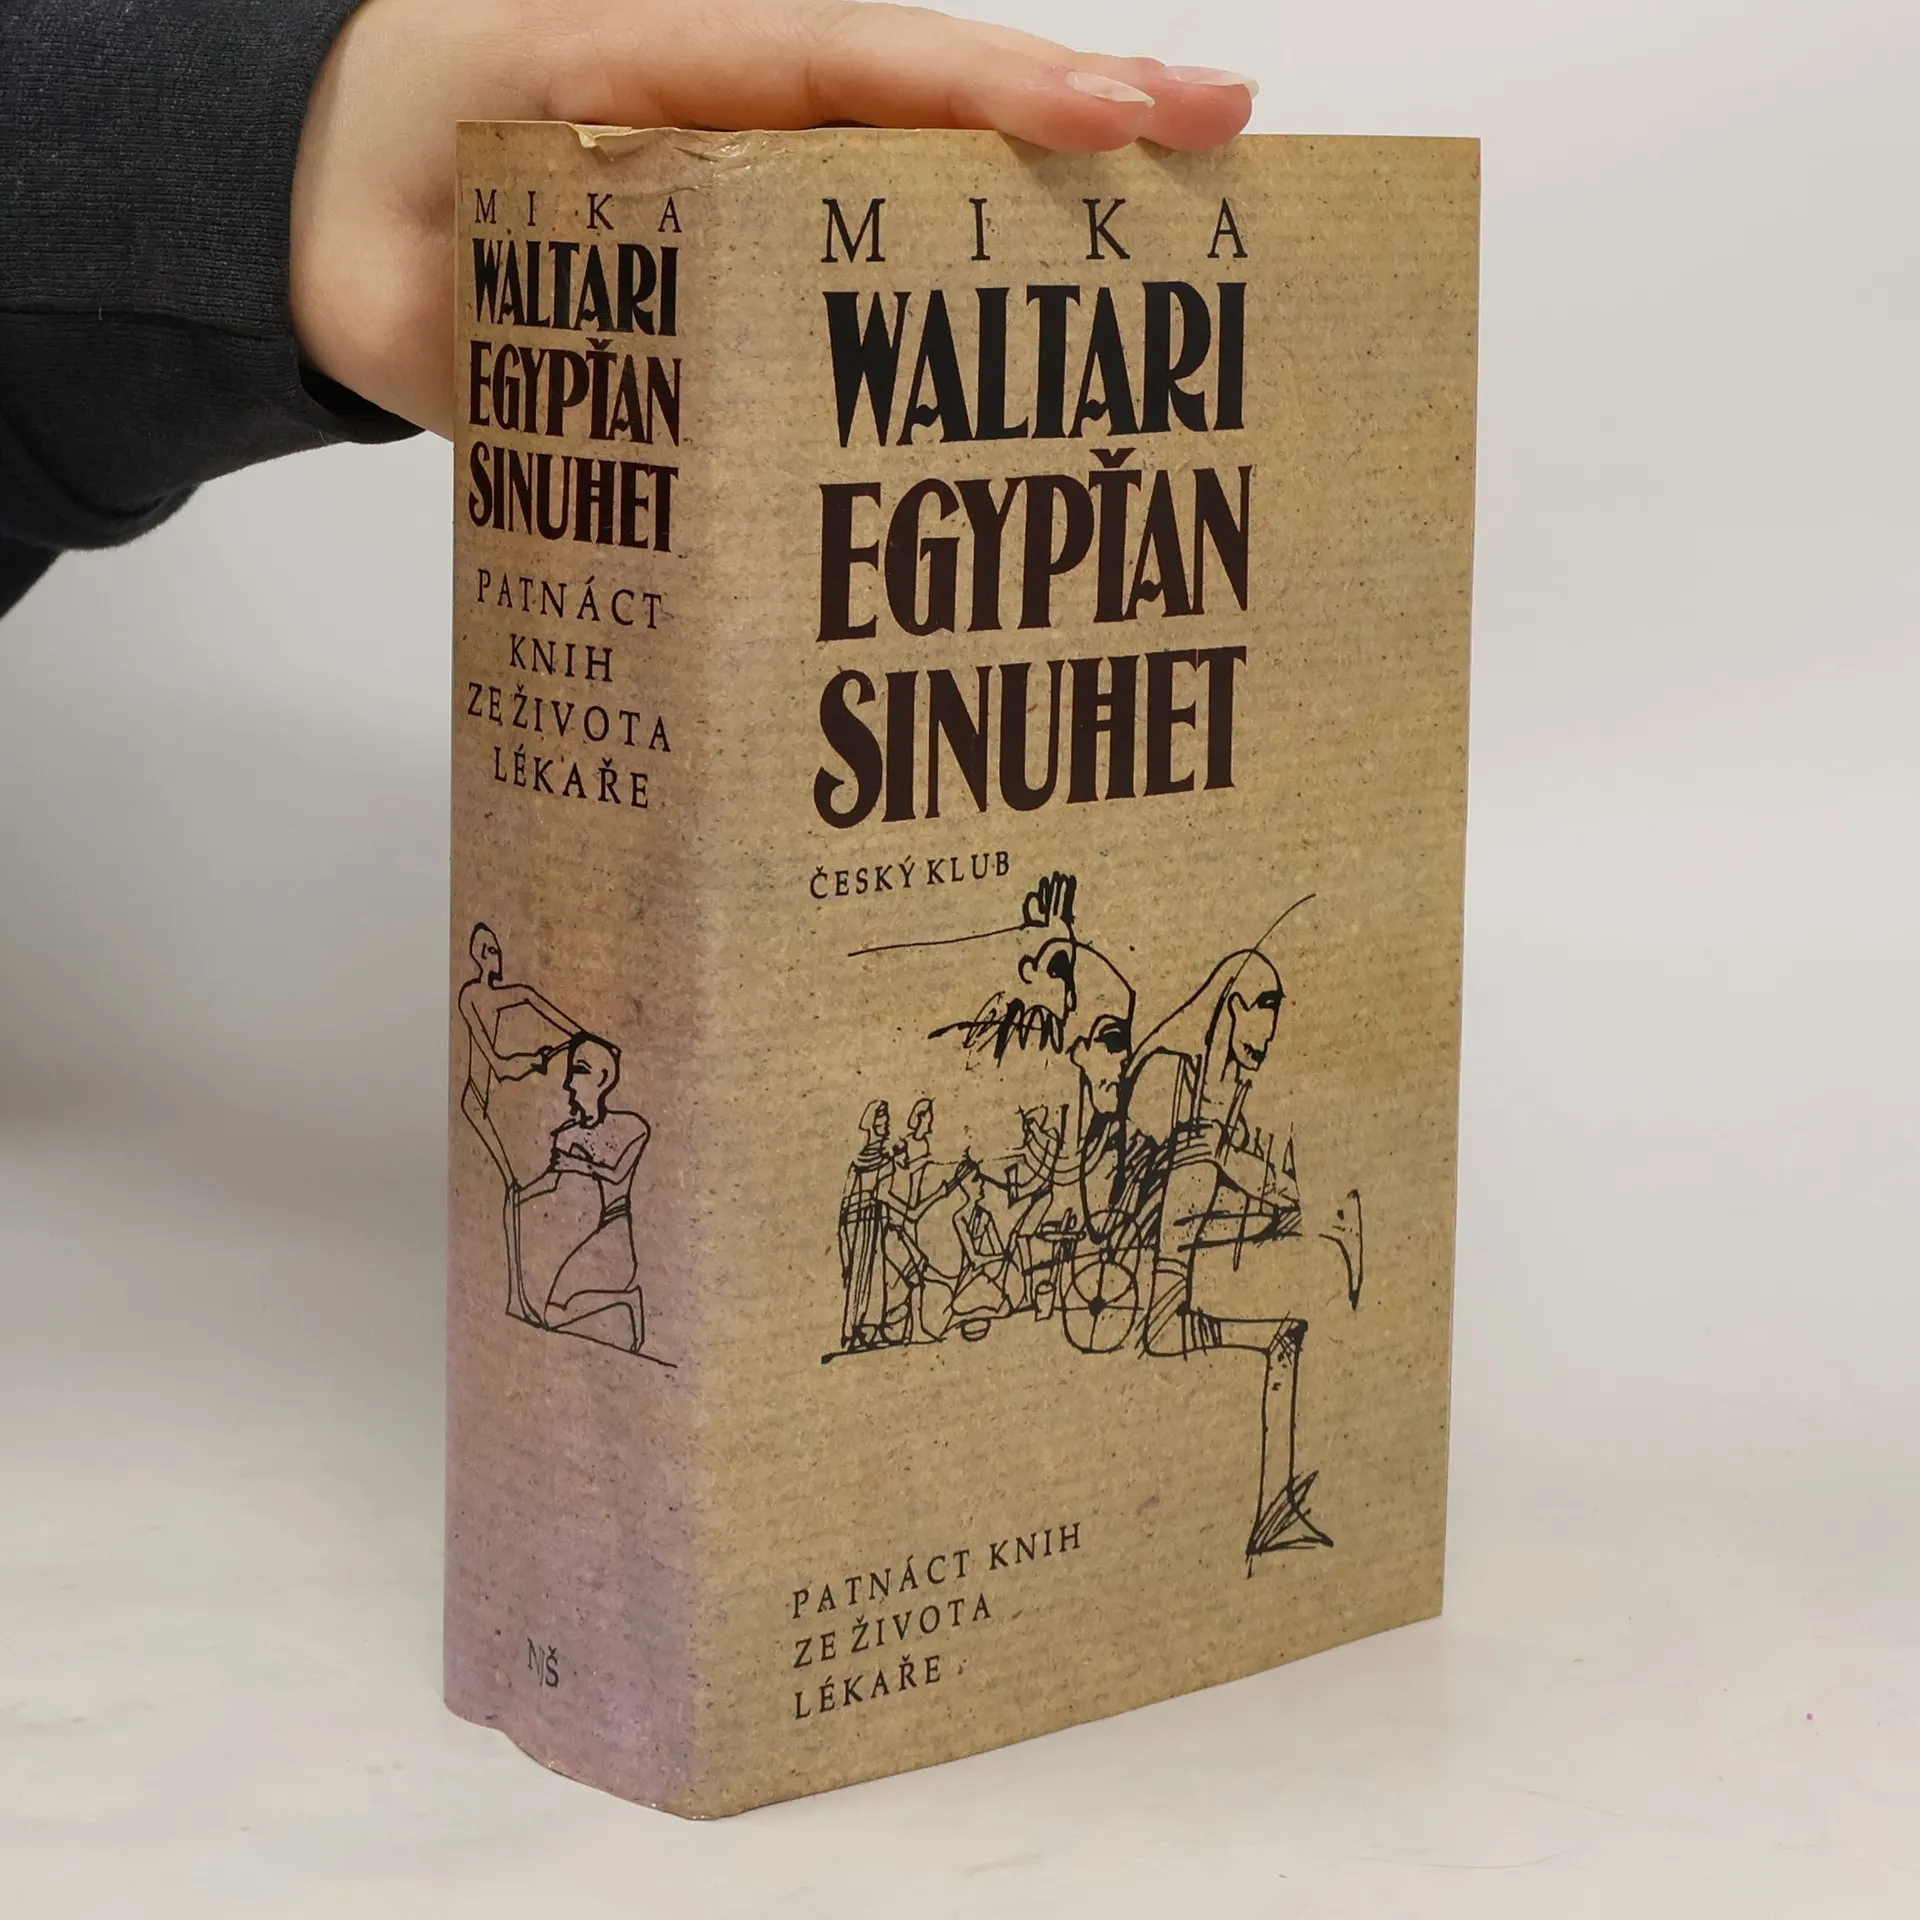 MIKA
WALTARI
EGYPŤAN
SINUHET
PATNÁCT
KNIH
ZE ŽIVOTA
LÉKAŘE
NJŠ
MIKA
WALTARI
EGYPŤAN
SINUHET
ČESKÝ KLUB
PATNÁCT KNIH
ZE ŽIVOTA
LÉKAŘE